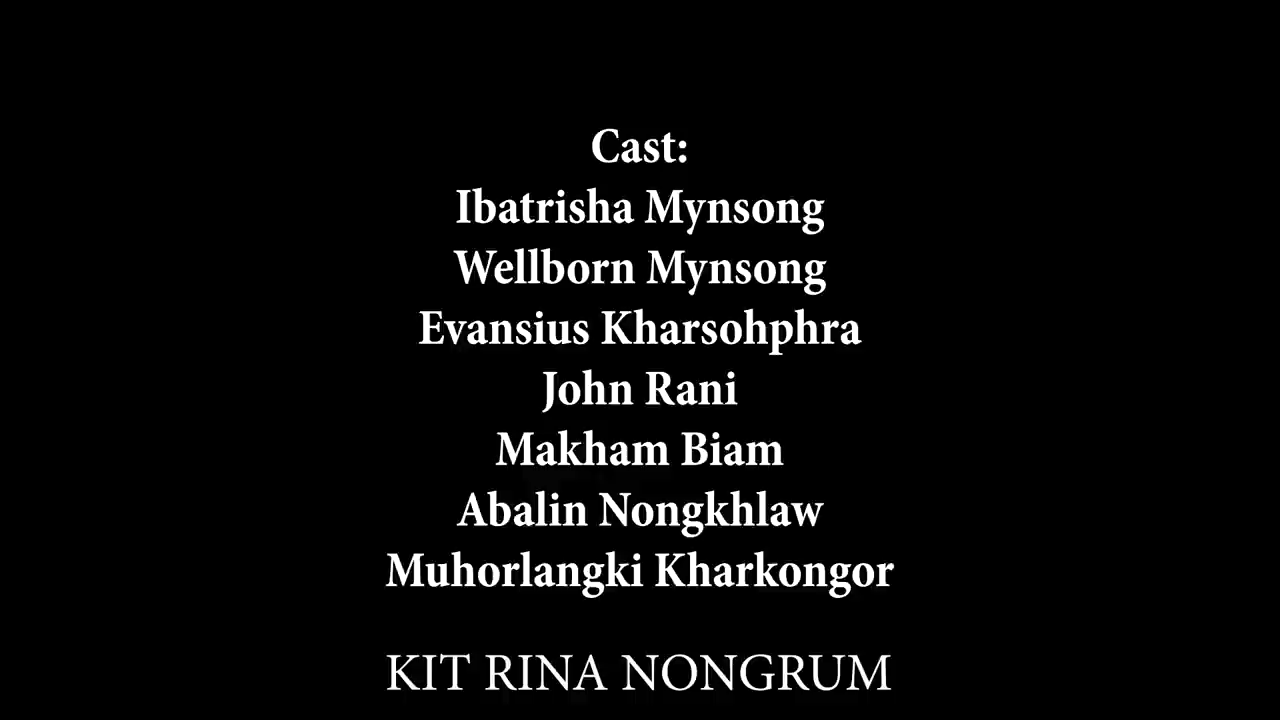 Cast:
Ibatrisha Mynsong
Wellborn Mynsong
Evansius Kharsohphra
John Rani
Makham Biam
Abalin Nongkhlaw
Muhorlangki Kharkongor
KIT RINA NONGRUM